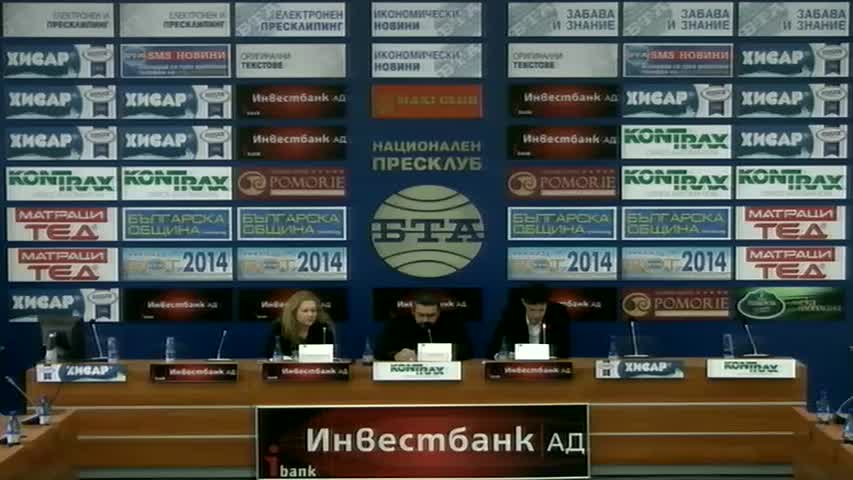 ЕЛЕКТРОНЕН И
ПРЕСКЛИПИНГ
ЕЛЕКТРОНЕН
ПРЕСКЛИПИНГ
ИКОНОМИЧЕСКИ
НОВИНИ
ЗАБАВА
И ЗНАНИЕ
ЗАБАВА
И ЗНАНИЕ
ХИСАР
SMS НОВИНИ
ОРИГИНАЛНИ
ТЕКСТОВЕ
ИКОНОМИЧЕСКИ
НОВИНИ
ОРИГИНАЛНИ
ТЕКСТОВЕ
SMS НОВИНИ
ХИСАР
ХИСАР
ХИСАР
Инвестбанк АД
MAXI CLUB
Инвестбанк АД
ХИСАР
ХИСАР
ХИСАР
ХИСАР
Инвестбанк АД
НАЦИОНАЛЕН
ПРЕСКЛУБ
Инвестбанк АД
KONTRAX
ХИСАР
KONTRAX
KONTRAX
POMORIE
POMORIE
KONTRAX
KONTRAX
МАТРАЦИ
ТЕД
БЪЛГАРСКА
ОБЩИНА
БЪЛГАРСКА
ОБЩИНА
БТА
БЪЛГАРСКА
ОБЩИНА
БЪЛГАРСКА
ОБЩИНА
МАТРАЦИ
ТЕД
МАТРАЦИ
ТЕД
2014
2014
2014
2014
МАТРАЦИ
ТЕД
ХИСАР
Инвестбанк АД
Инвестбанк АД
POMORIE
ХИСАР
Инвестбанк АД
Инвестбанк АД
KONTRAX
Инвестбанк АД
ХИСАР
KONTRAX
Инвестбанк АД
ibank